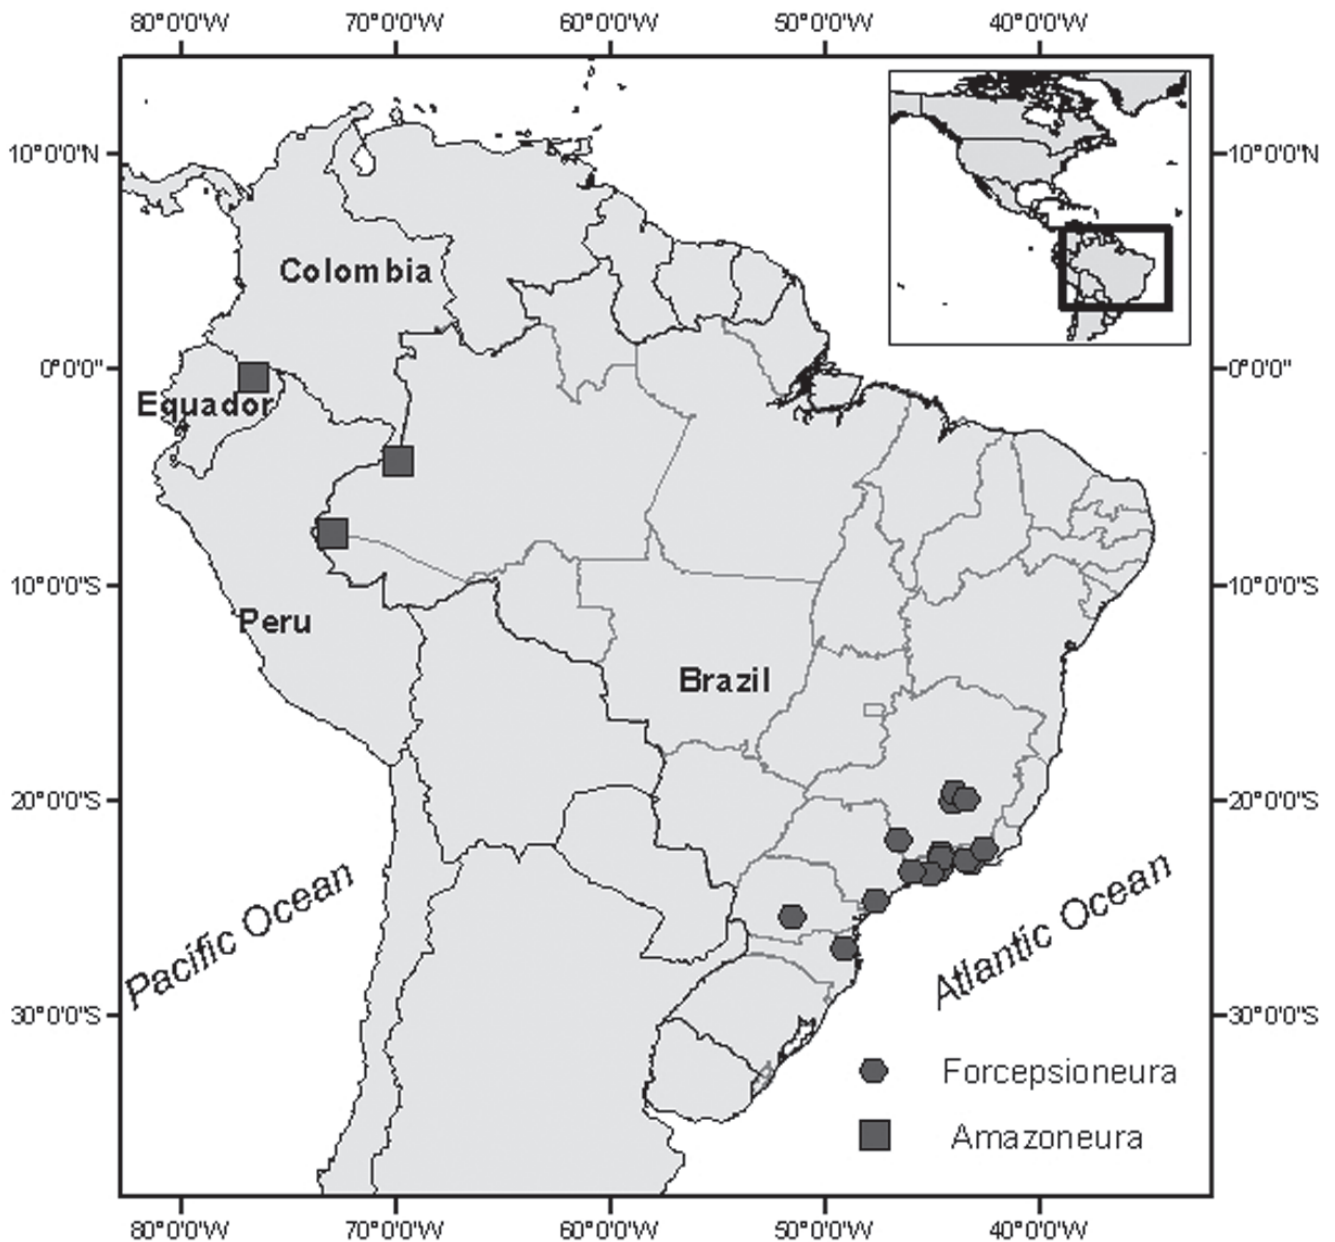 80°0'0"W 70°0'0"W 60°0'0"W 50°0'0"W 40°0'0"W
10°0'0"N 10°0'0"N
Colombia
0°0'0" 0°0'0"
Equador
10°0'0"S 10°0'0"S
Peru
Brazil
20°0'0"S 20°0'0"S
Pacific Ocean
Atlantic Ocean
30°0'0"S 30°0'0"S
Forcepsioneura
Amazoneura
80°0'0"W 70°0'0"W 60°0'0"W 50°0'0"W 40°0'0"W